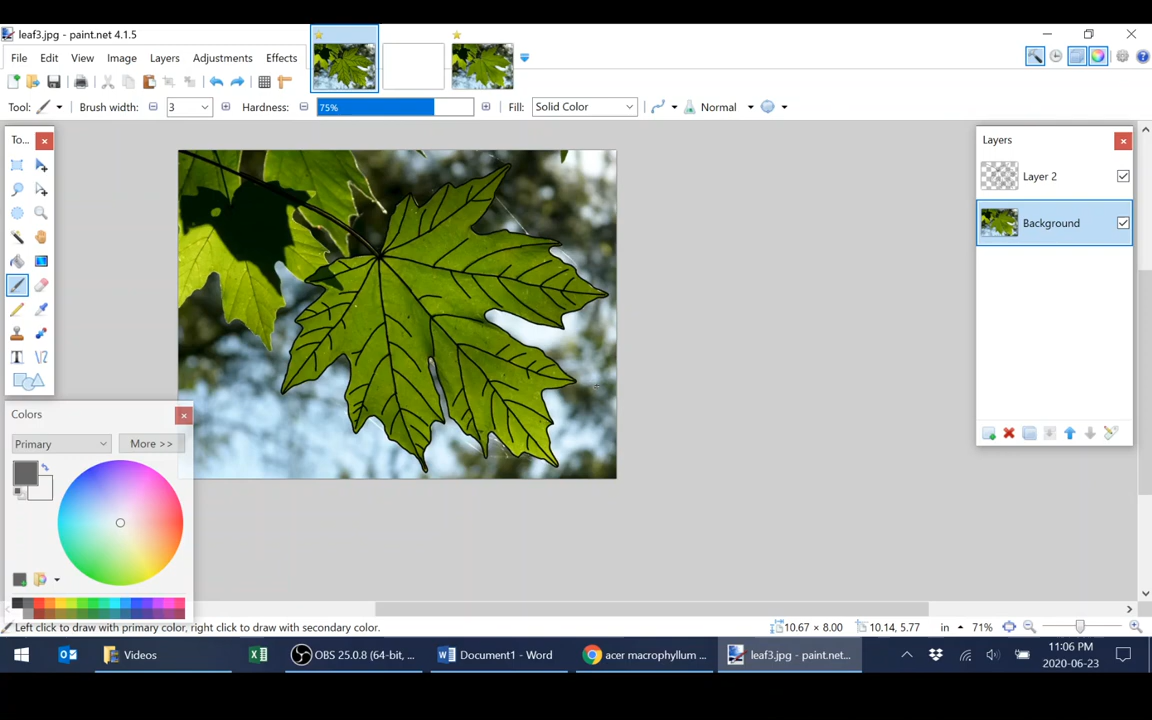 leaf3.jpg - paint.net 4.1.5
File Edit View Image Layers Adjustments Effects
Tool: Brush width: 3 Hardness: 75% Fill: Solid Color Normal
To...
Layers
Layer 2
Background
Colors
Primary More >>
Left click to draw with primary color, right click to draw with secondary color.
10.67 × 8.00 10.14, 5.77 in 71%
Videos OBS 25.0.8 (64-bit, ... Document1 - Word acer macrophyllum ... leaf3.jpg - paint.net...
11:06 PM
2020-06-23